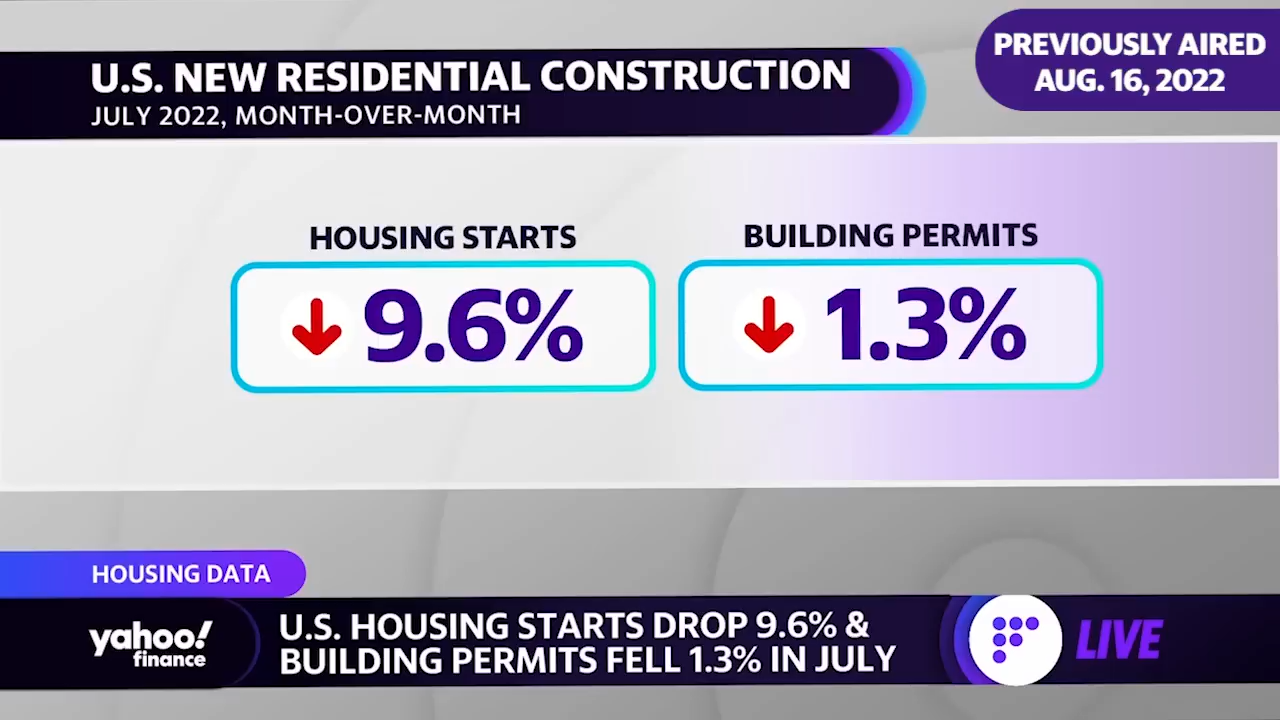 PREVIOUSLY AIRED
AUG. 16, 2022
U.S. NEW RESIDENTIAL CONSTRUCTION
JULY 2022, MONTH-OVER-MONTH
HOUSING STARTS
9.6%
BUILDING PERMITS
1.3%
HOUSING DATA
yahoo!
finance
U.S. HOUSING STARTS DROP 9.6% &
BUILDING PERMITS FELL 1.3% IN JULY
LIVE